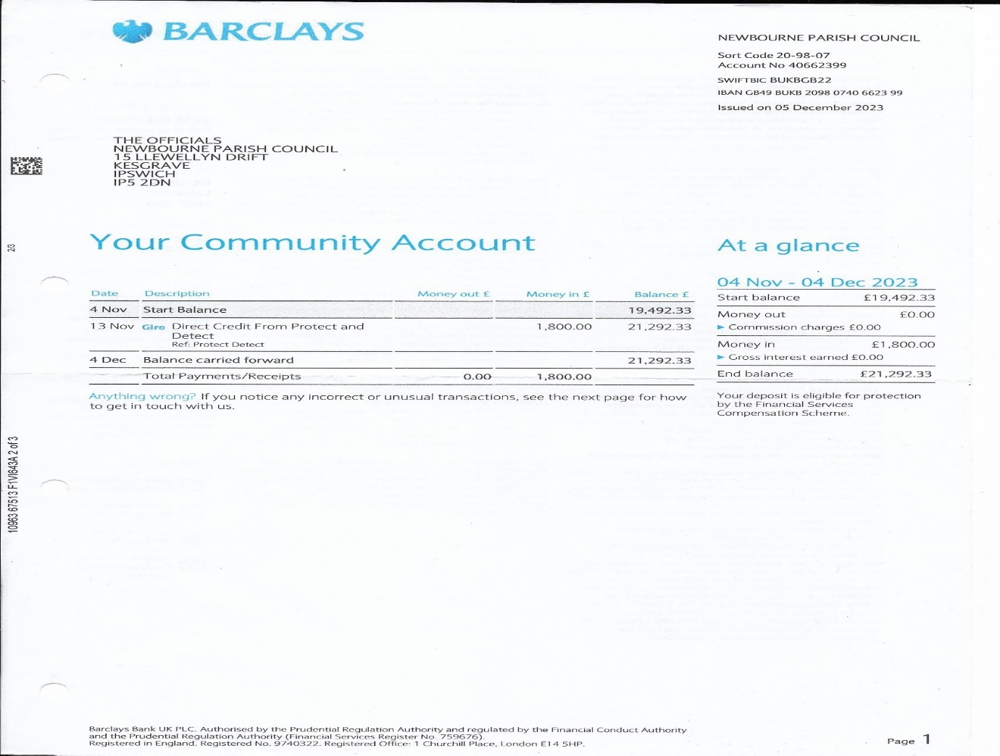 BARCLAYS
NEWBOURNE PARISH COUNCIL
Sort Code 20-98-07
Account No 40662399
SWIFTBIC BUKBGB22
IBAN GB49 BUKB 2098 0740 6623 99
Issued on 05 December 2023
THE OFFICIALS
NEWBOURNE PARISH COUNCIL
15 LLEWELLYN DRIFT
KESGRAVE
IPSWICH
IP5 2DN
2/3
Your Community Account
Date Description Money out £ Money in £ Balance £
4 Nov Start Balance 19,492.33
13 Nov Giro Direct Credit From Protect and 1,800.00 21,292.33
Detect
Ref: Protect Detect
4 Dec Balance carried forward 21,292.33
Total Payments/Receipts 0.00 1,800.00
Anything wrong? If you notice any incorrect or unusual transactions, see the next page for how
to get in touch with us.
At a glance
04 Nov - 04 Dec 2023
Start balance £19,492.33
Money out £0.00
► Commission charges £0.00
Money in £1,800.00
► Gross interest earned £0.00
End balance £21,292.33
Your deposit is eligible for protection
by the Financial Services
Compensation Scheme.
10963 67513 F1VI643A 2 of 3
Barclays Bank UK PLC. Authorised by the Prudential Regulation Authority and regulated by the Financial Conduct Authority
and the Prudential Regulation Authority (Financial Services Register No. 759676).
Registered in England. Registered No. 9740322. Registered Office: 1 Churchill Place, London E14 5HP.
Page 1